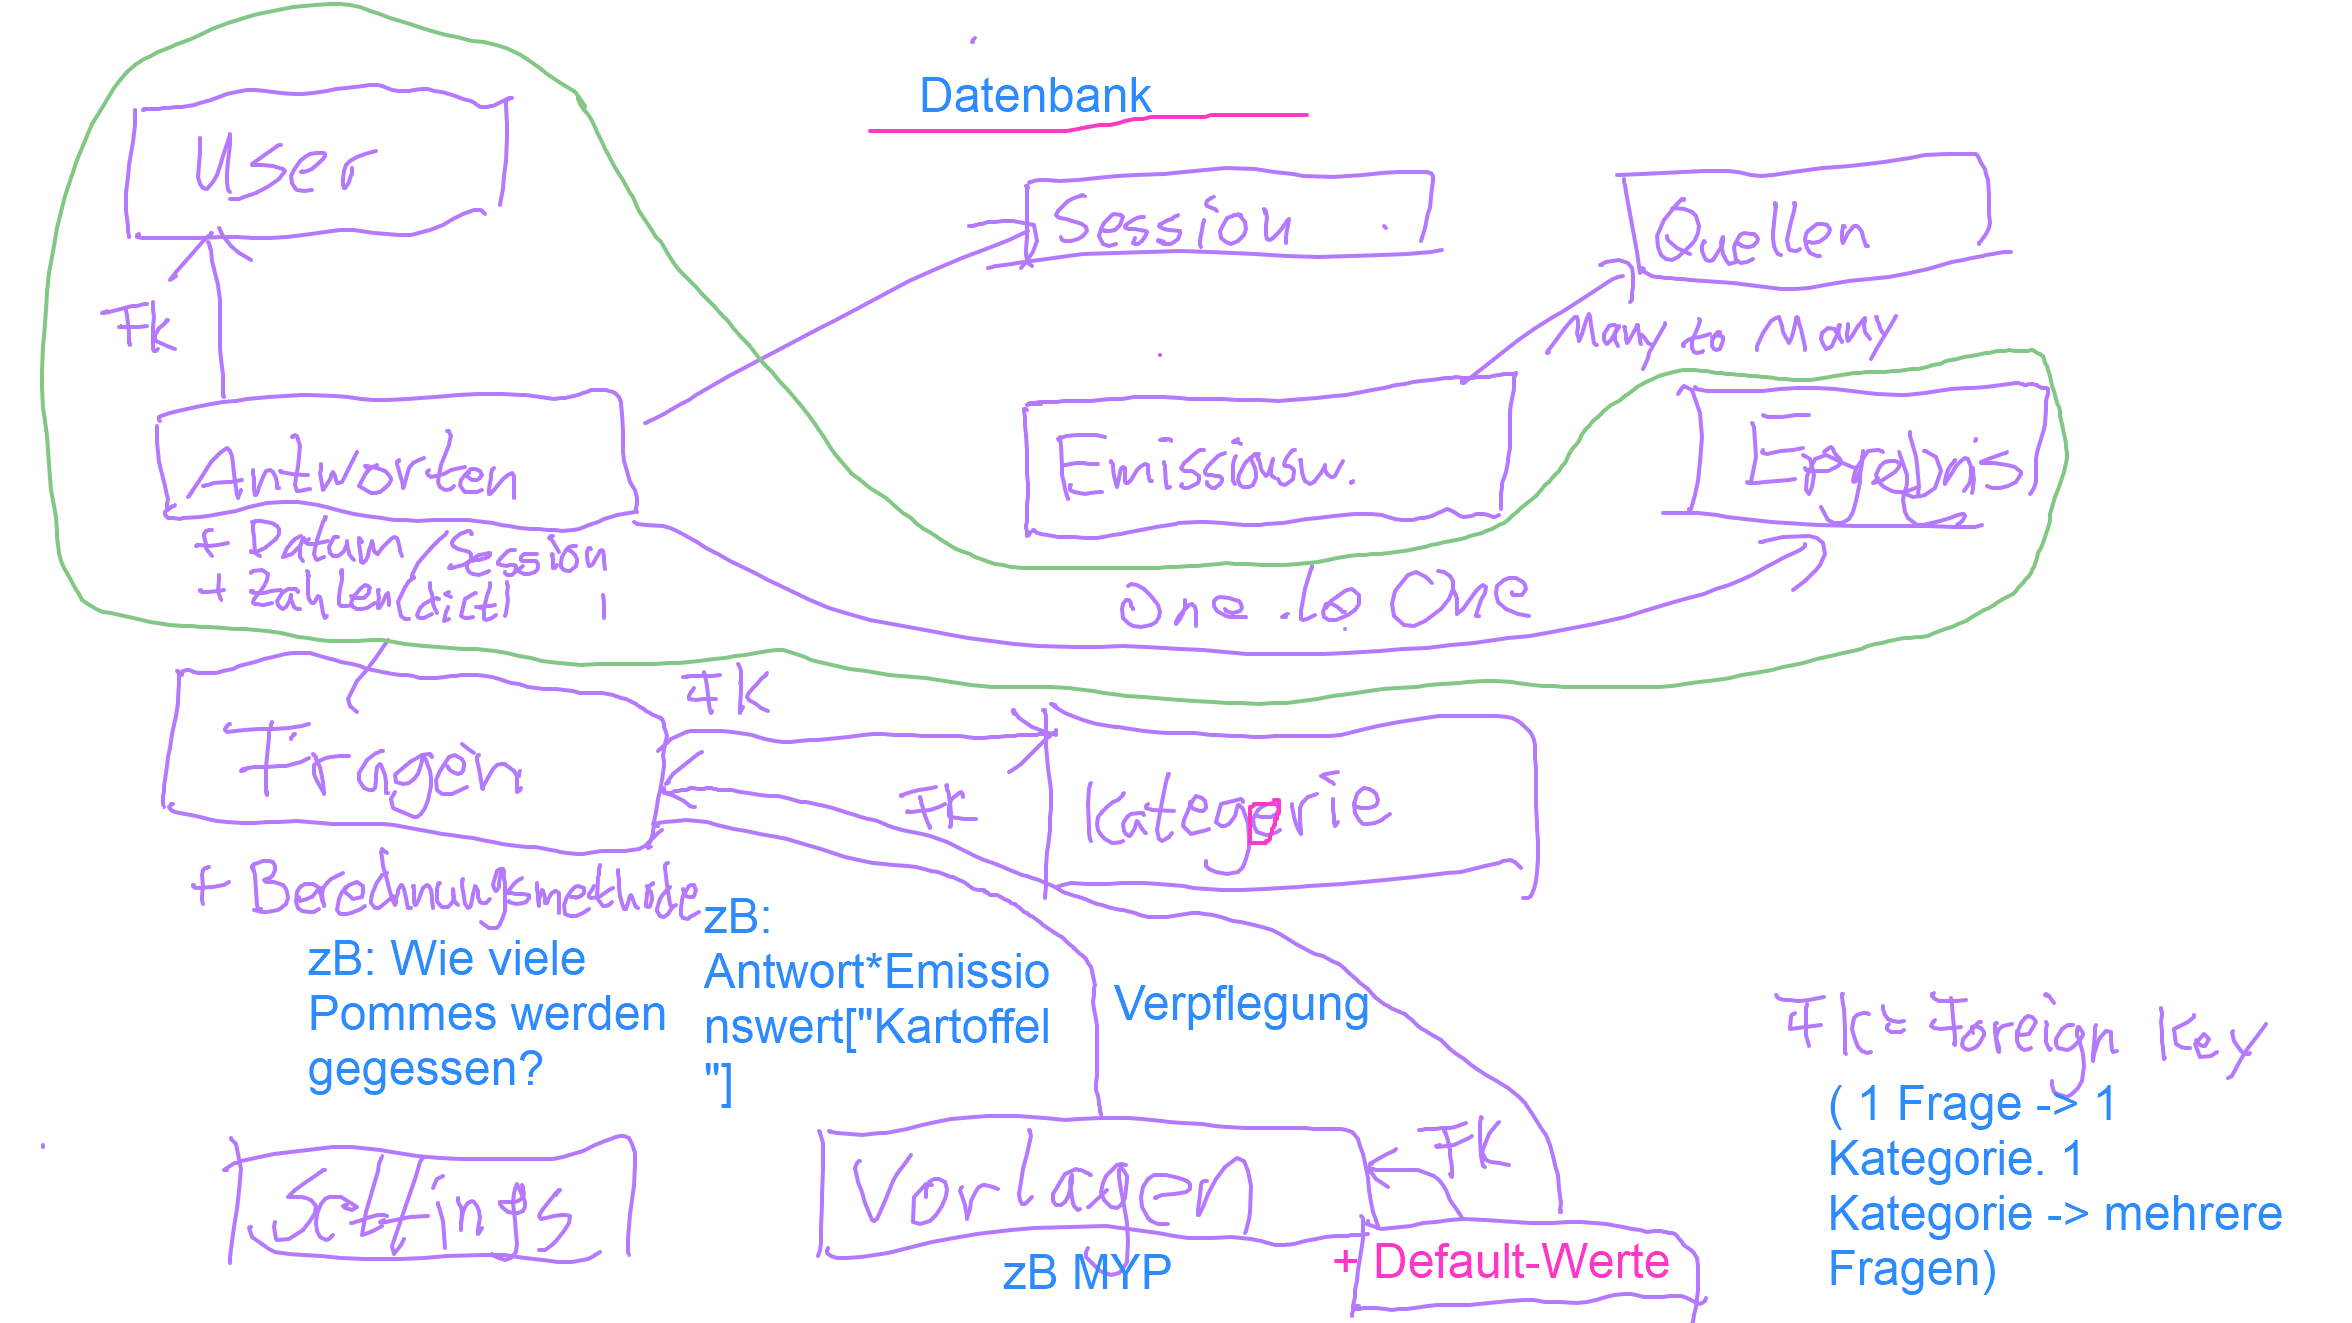 Datenbank
User
Session
Quellen
Fk
Many to Many
Antworten
Emissionsw.
Ergebnis
+ Datum/Session
+ Zahlen(dict)
One to One
FK
Fragen
FK
Kategorie
+ Berechnungsmethode
zB: Wie viele
Pommes werden
gegessen?
zB:
Antwort*Emissio
nswert["Kartoffel
"]
Verpflegung
FK= Foreign Key
( 1 Frage -> 1
Kategorie. 1
Kategorie -> mehrere
Fragen)
Settings
Vorlagen
FK
zB MYP
+ Default-Werte